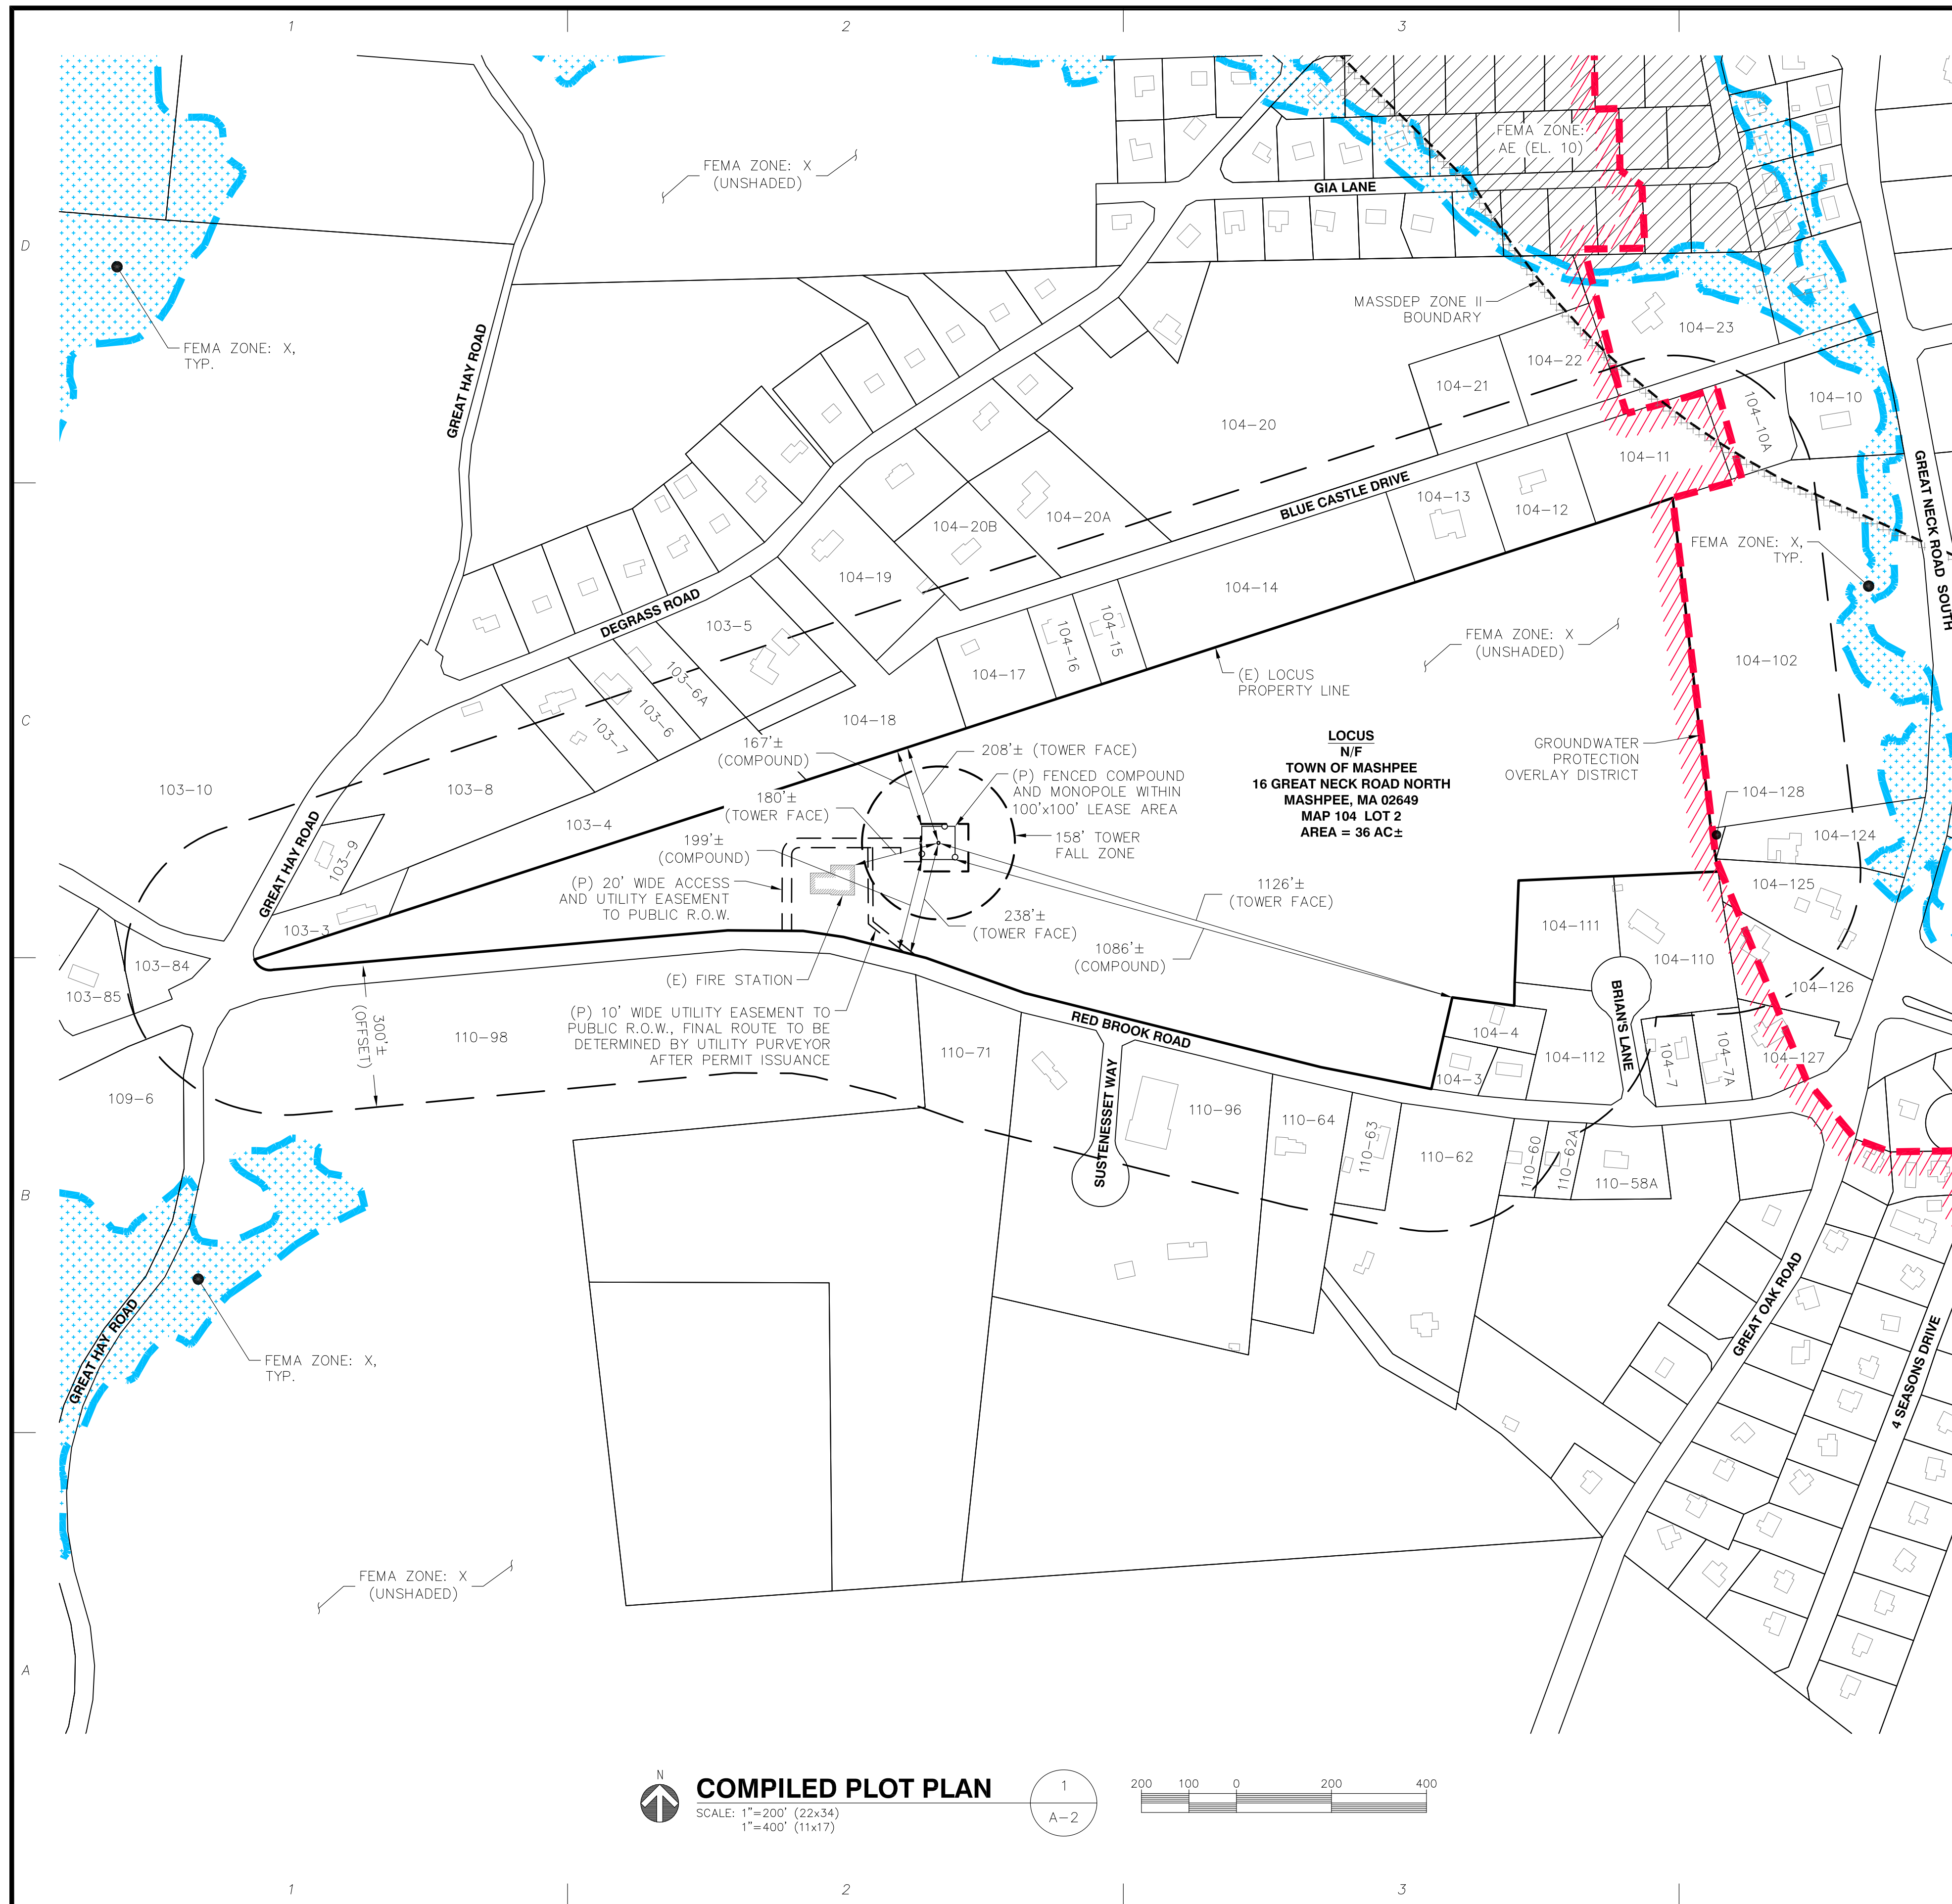 1
2
3
D
C
B
A
FEMA ZONE: X
(UNSHADED)
FEMA ZONE:
AE (EL. 10)
GIA LANE
MASSDEP ZONE II
BOUNDARY
FEMA ZONE: X,
TYP.
GREAT HAY ROAD
104-23
104-22
104-21
104-20
104-10
104-10A
104-11
GREAT NECK ROAD SOUTH
BLUE CASTLE DRIVE
104-13
104-12
104-20B
104-20A
104-19
104-14
FEMA ZONE: X,
TYP.
DEGRASS ROAD
103-5
104-15
104-16
104-17
FEMA ZONE: X
(UNSHADED)
104-102
103-6A
103-6
103-7
104-18
(E) LOCUS
PROPERTY LINE
LOCUS
N/F
TOWN OF MASHPEE
16 GREAT NECK ROAD NORTH
MASHPEE, MA 02649
MAP 104 LOT 2
AREA = 36 AC±
GROUNDWATER
PROTECTION
OVERLAY DISTRICT
167'±
(COMPOUND)
208'± (TOWER FACE)
(P) FENCED COMPOUND
AND MONOPOLE WITHIN
100'x100' LEASE AREA
180'±
(TOWER FACE)
199'±
(COMPOUND)
158' TOWER
FALL ZONE
103-10
103-8
103-4
103-9
GREAT HAY ROAD
103-3
104-128
104-124
104-125
(P) 20' WIDE ACCESS
AND UTILITY EASEMENT
TO PUBLIC R.O.W.
1126'±
(TOWER FACE)
238'±
(TOWER FACE)
1086'±
(COMPOUND)
104-111
104-110
104-126
103-84
103-85
(E) FIRE STATION
(P) 10' WIDE UTILITY EASEMENT TO
PUBLIC R.O.W., FINAL ROUTE TO BE
DETERMINED BY UTILITY PURVEYOR
AFTER PERMIT ISSUANCE
300'±
(OFFSET)
110-98
110-71
RED BROOK ROAD
BRIAN'S LANE
104-4
104-3
104-112
104-7
104-7A
104-127
109-6
SUSTENESSET WAY
110-96
110-64
110-63
110-62
110-60
110-62A
110-58A
GREAT HAY ROAD
FEMA ZONE: X,
TYP.
GREAT OAK ROAD
4 SEASONS DRIVE
FEMA ZONE: X
(UNSHADED)
N
COMPILED PLOT PLAN
SCALE: 1"=200' (22x34)
1"=400' (11x17)
1
A-2
200 100 0 200 400
1
2
3